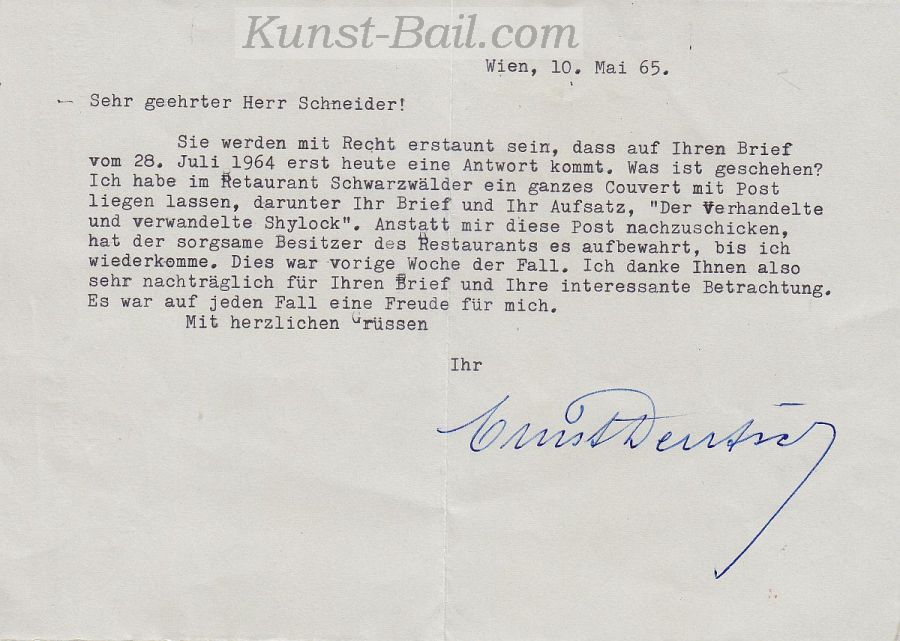 Kunst-Bail.com
Wien, 10. Mai 65.
Sehr geehrter Herr Schneider!
Sie werden mit Recht erstaunt sein, dass auf Ihren Brief
vom 28. Juli 1964 erst heute eine Antwort kommt. Was ist geschehen?
Ich habe im Retaurant Schwarzwälder ein ganzes Couvert mit Post
liegen lassen, darunter Ihr Brief und Ihr Aufsatz, "Der Verhandelte
und verwandelte Shylock". Anstatt mir diese Post nachzuschicken,
hat der sorgsame Besitzer des Restaurants es aufbewahrt, bis ich
wiederkomme. Dies war vorige Woche der Fall. Ich danke Ihnen also
sehr nachträglich für Ihren Brief und Ihre interessante Betrachtung.
Es war auf jeden Fall eine Freude für mich.
Mit herzlichen Grüssen
Ihr
Ernst Deutsch